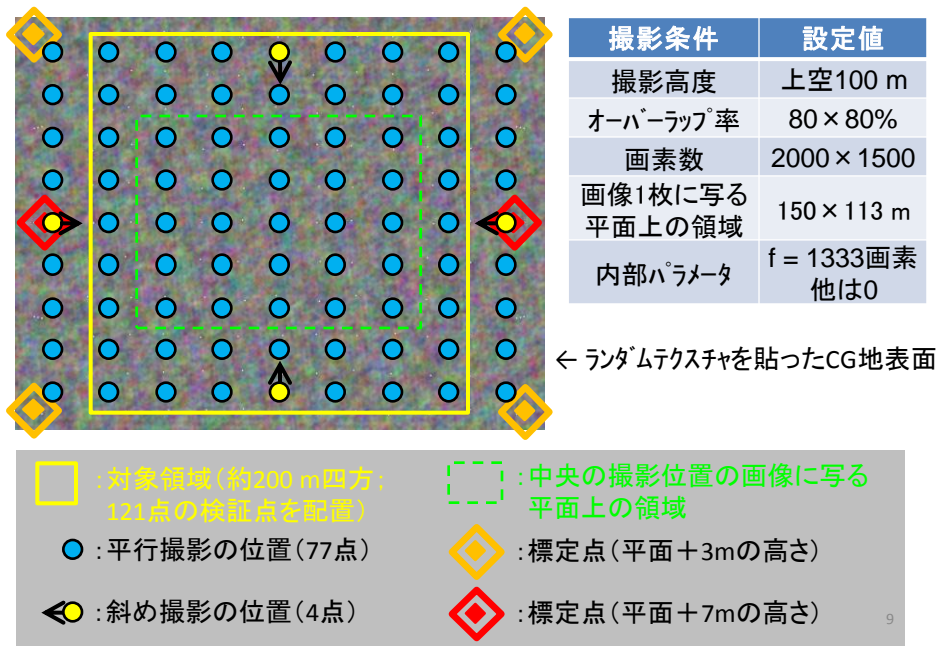 撮影条件 設定値
撮影高度 上空100 m
オーバーラップ率 80×80%
画素数 2000×1500
画像1枚に写る
平面上の領域
150×113 m
内部パラメータ
f = 1333画素
他は0
← ランダムテクスチャを貼ったCG地表面
:対象領域(約200 m四方;
121点の検証点を配置)
:中央の撮影位置の画像に写る
平面上の領域
:平行撮影の位置(77点)
:標定点(平面+3mの高さ)
:斜め撮影の位置(4点)
:標定点(平面+7mの高さ)
9